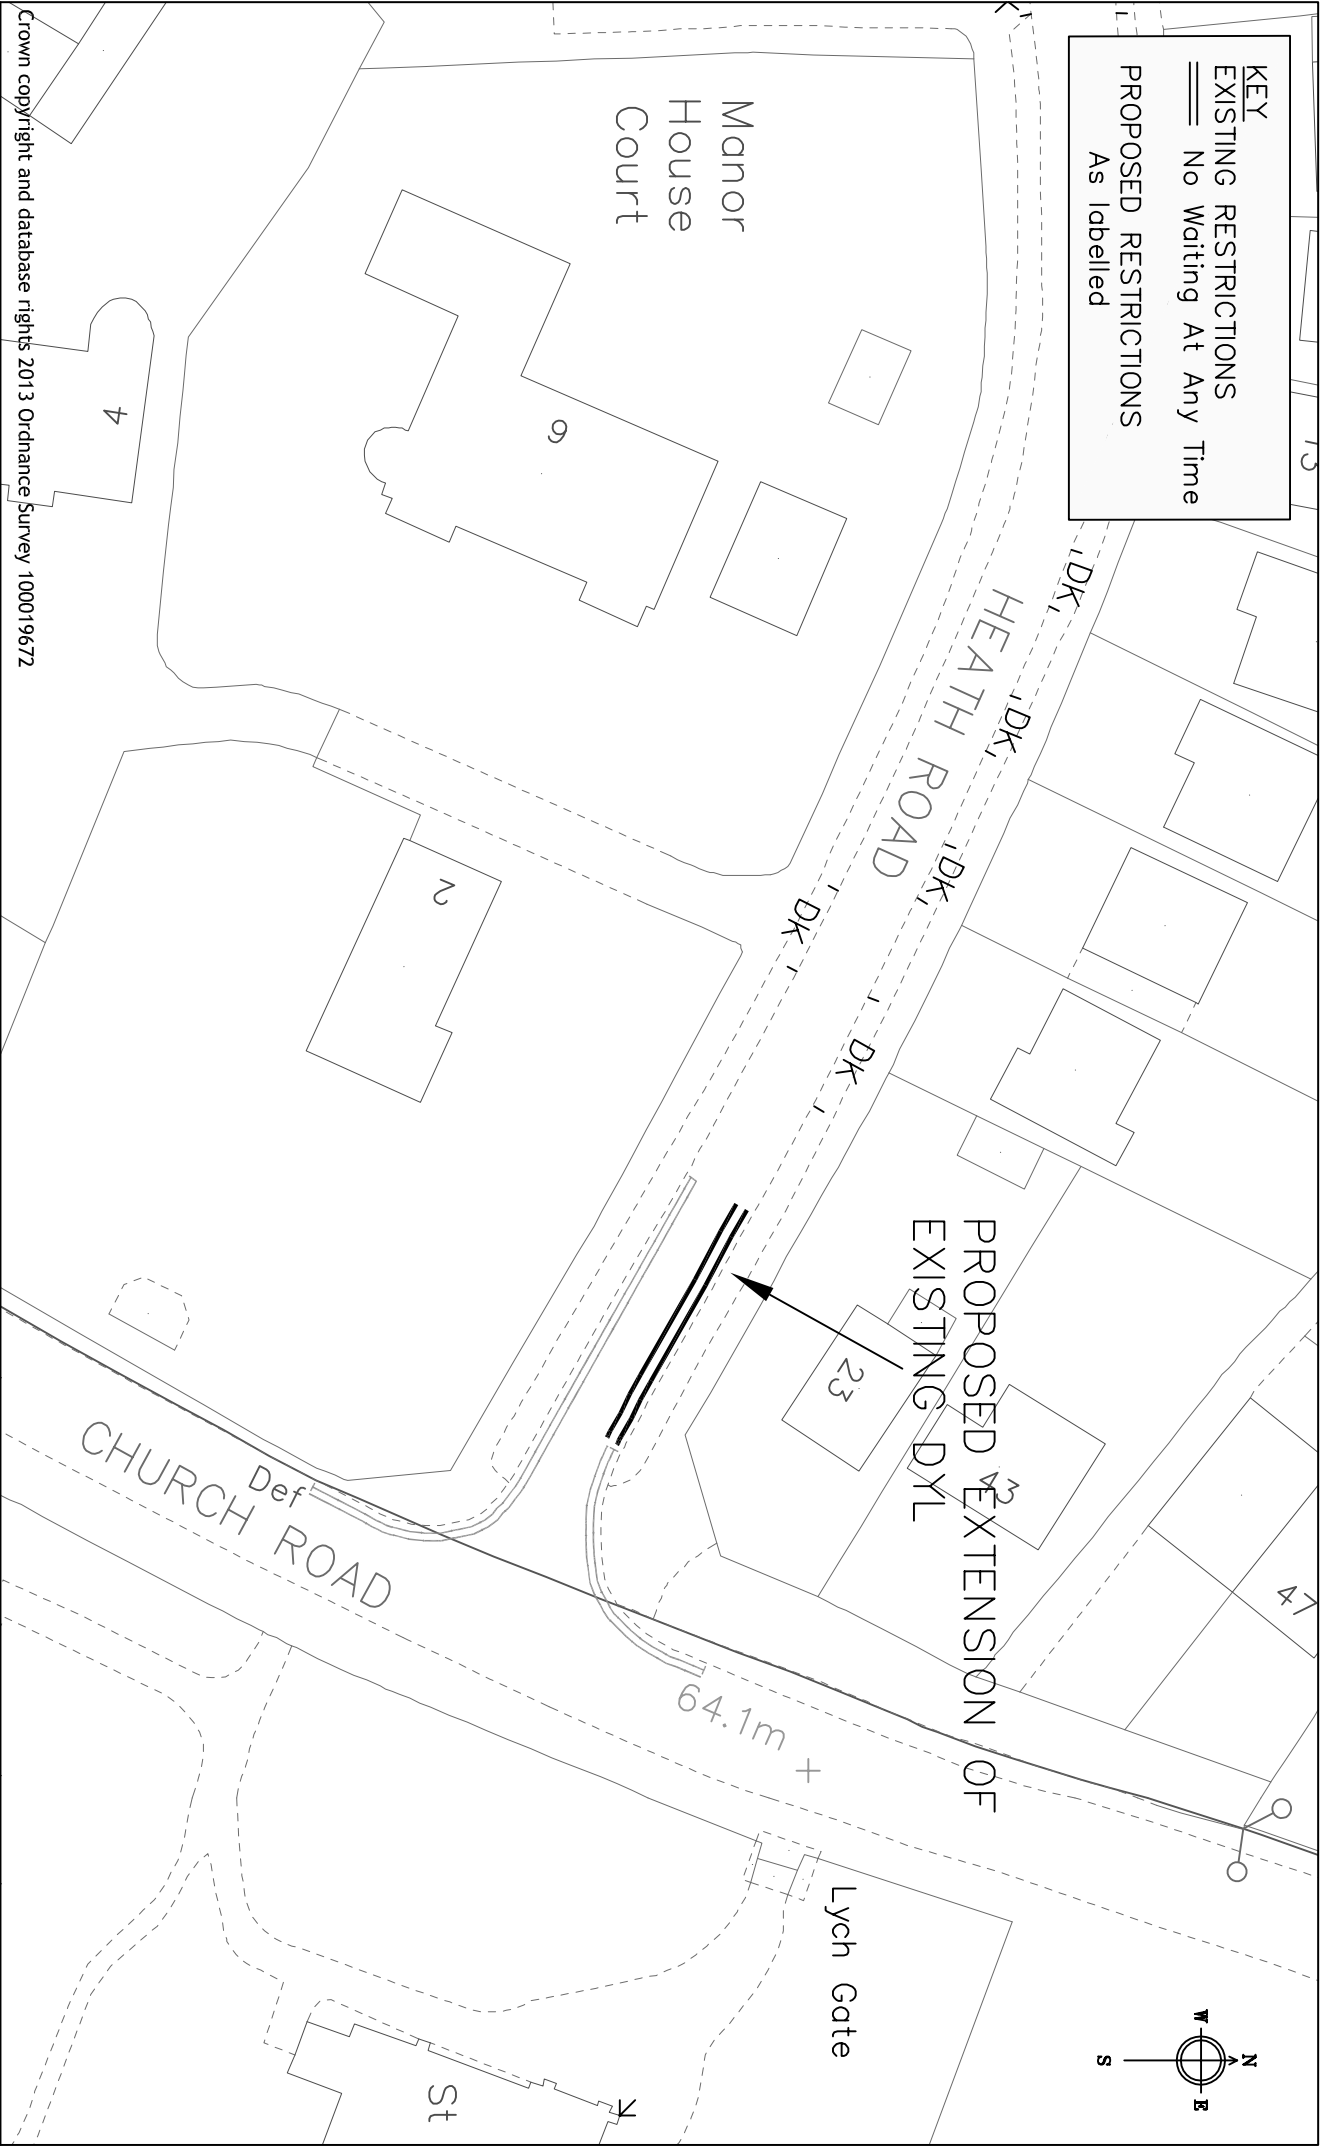 KEY
EXISTING RESTRICTIONS
No Waiting At Any Time
PROPOSED RESTRICTIONS
As labelled
Manor
House
Court
HEATH ROAD
'DK,
'DK,
'DK,
' DK ,
' DK '
PROPOSED EXTENSION OF
EXISTING DYL
23
43
47
9
2
4
Def
CHURCH ROAD
64.1m
Lych Gate
St
N
W
E
S
Crown copyright and database rights 2013 Ordnance Survey 100019672